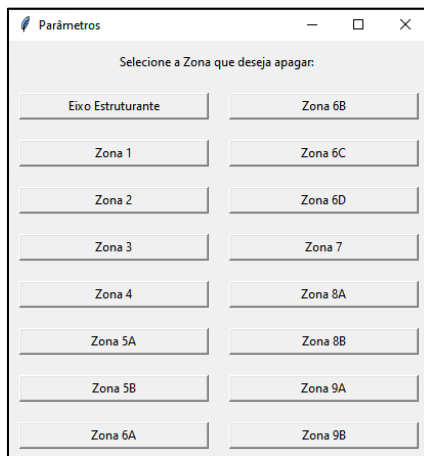 Parâmetros
Selecione a Zona que deseja apagar:
Eixo Estruturante
Zona 6B
Zona 1
Zona 6C
Zona 2
Zona 6D
Zona 3
Zona 7
Zona 4
Zona 8A
Zona 5A
Zona 8B
Zona 5B
Zona 9A
Zona 6A
Zona 9B